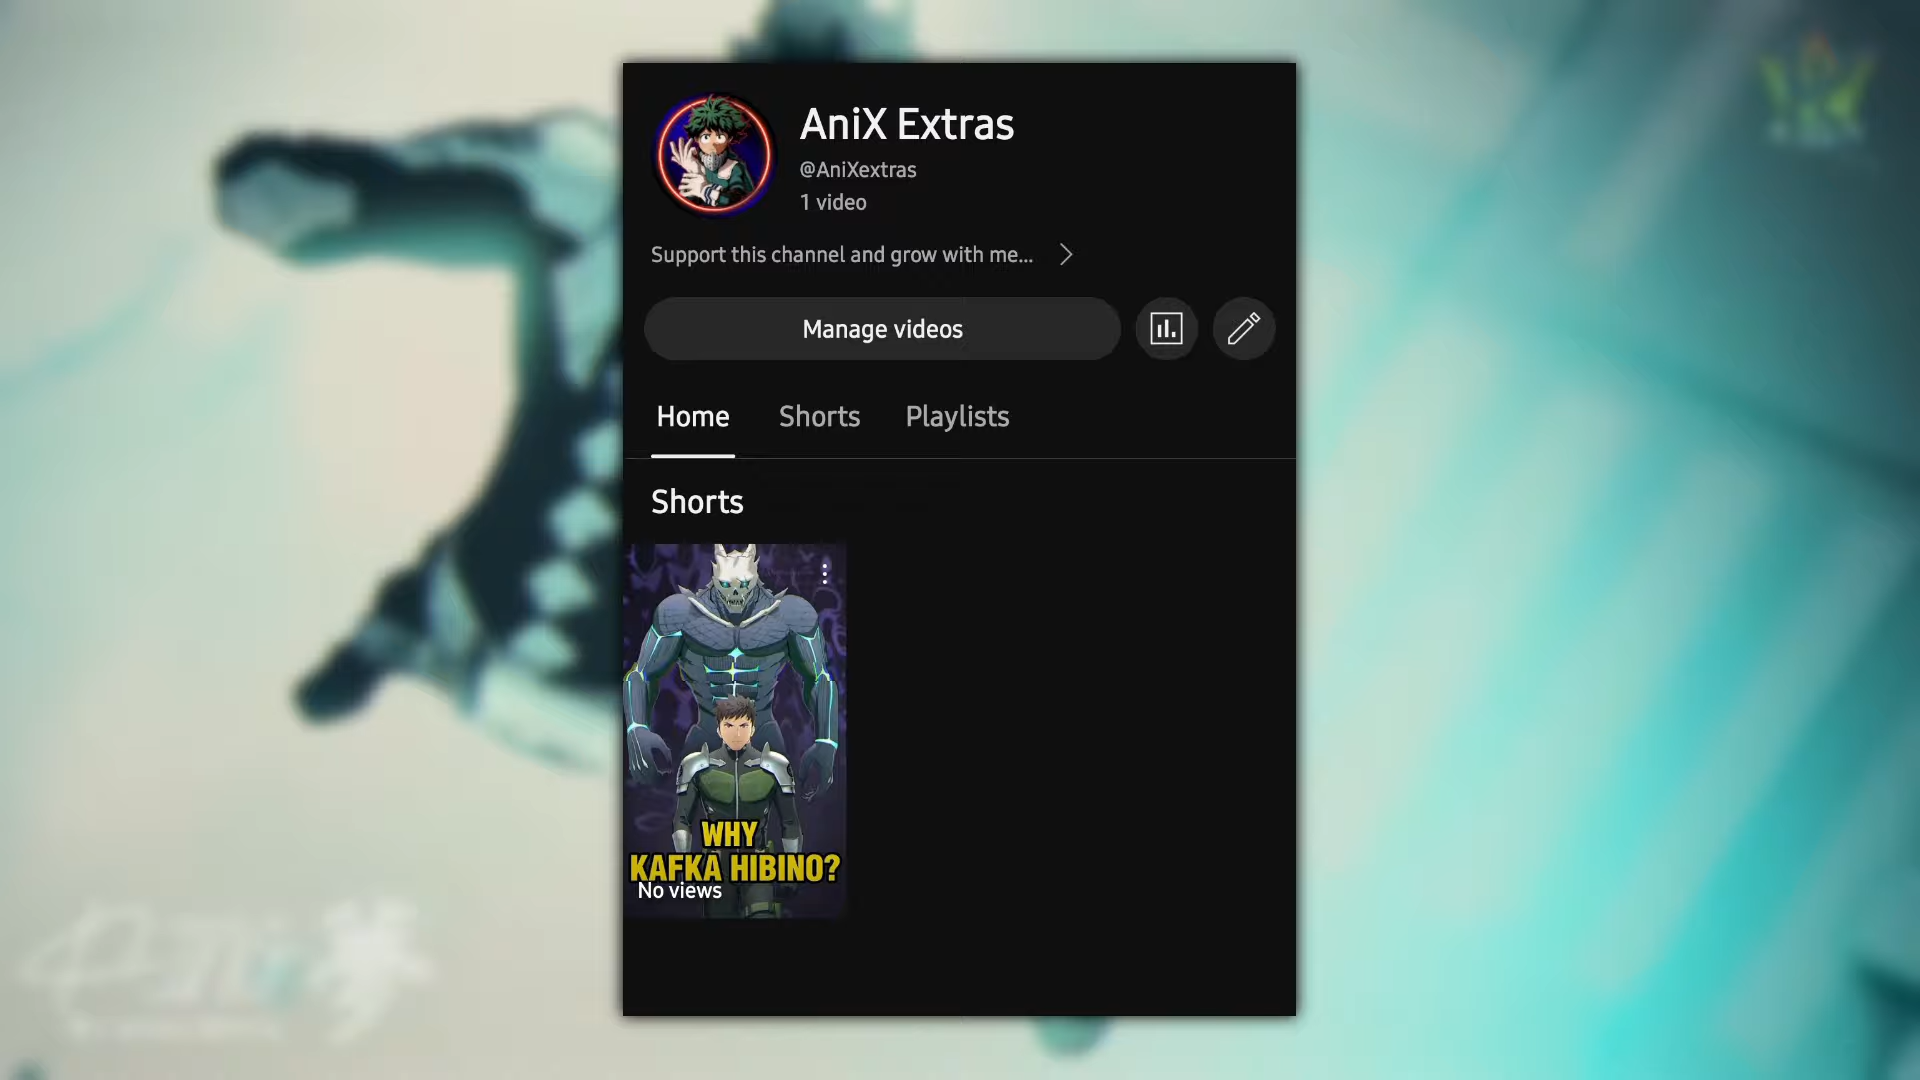 AniX Extras
@AniXextras
1 video
Support this channel and grow with me...
Manage videos
Home Shorts Playlists
Shorts
WHY
KAFKA HIBINO?
No views